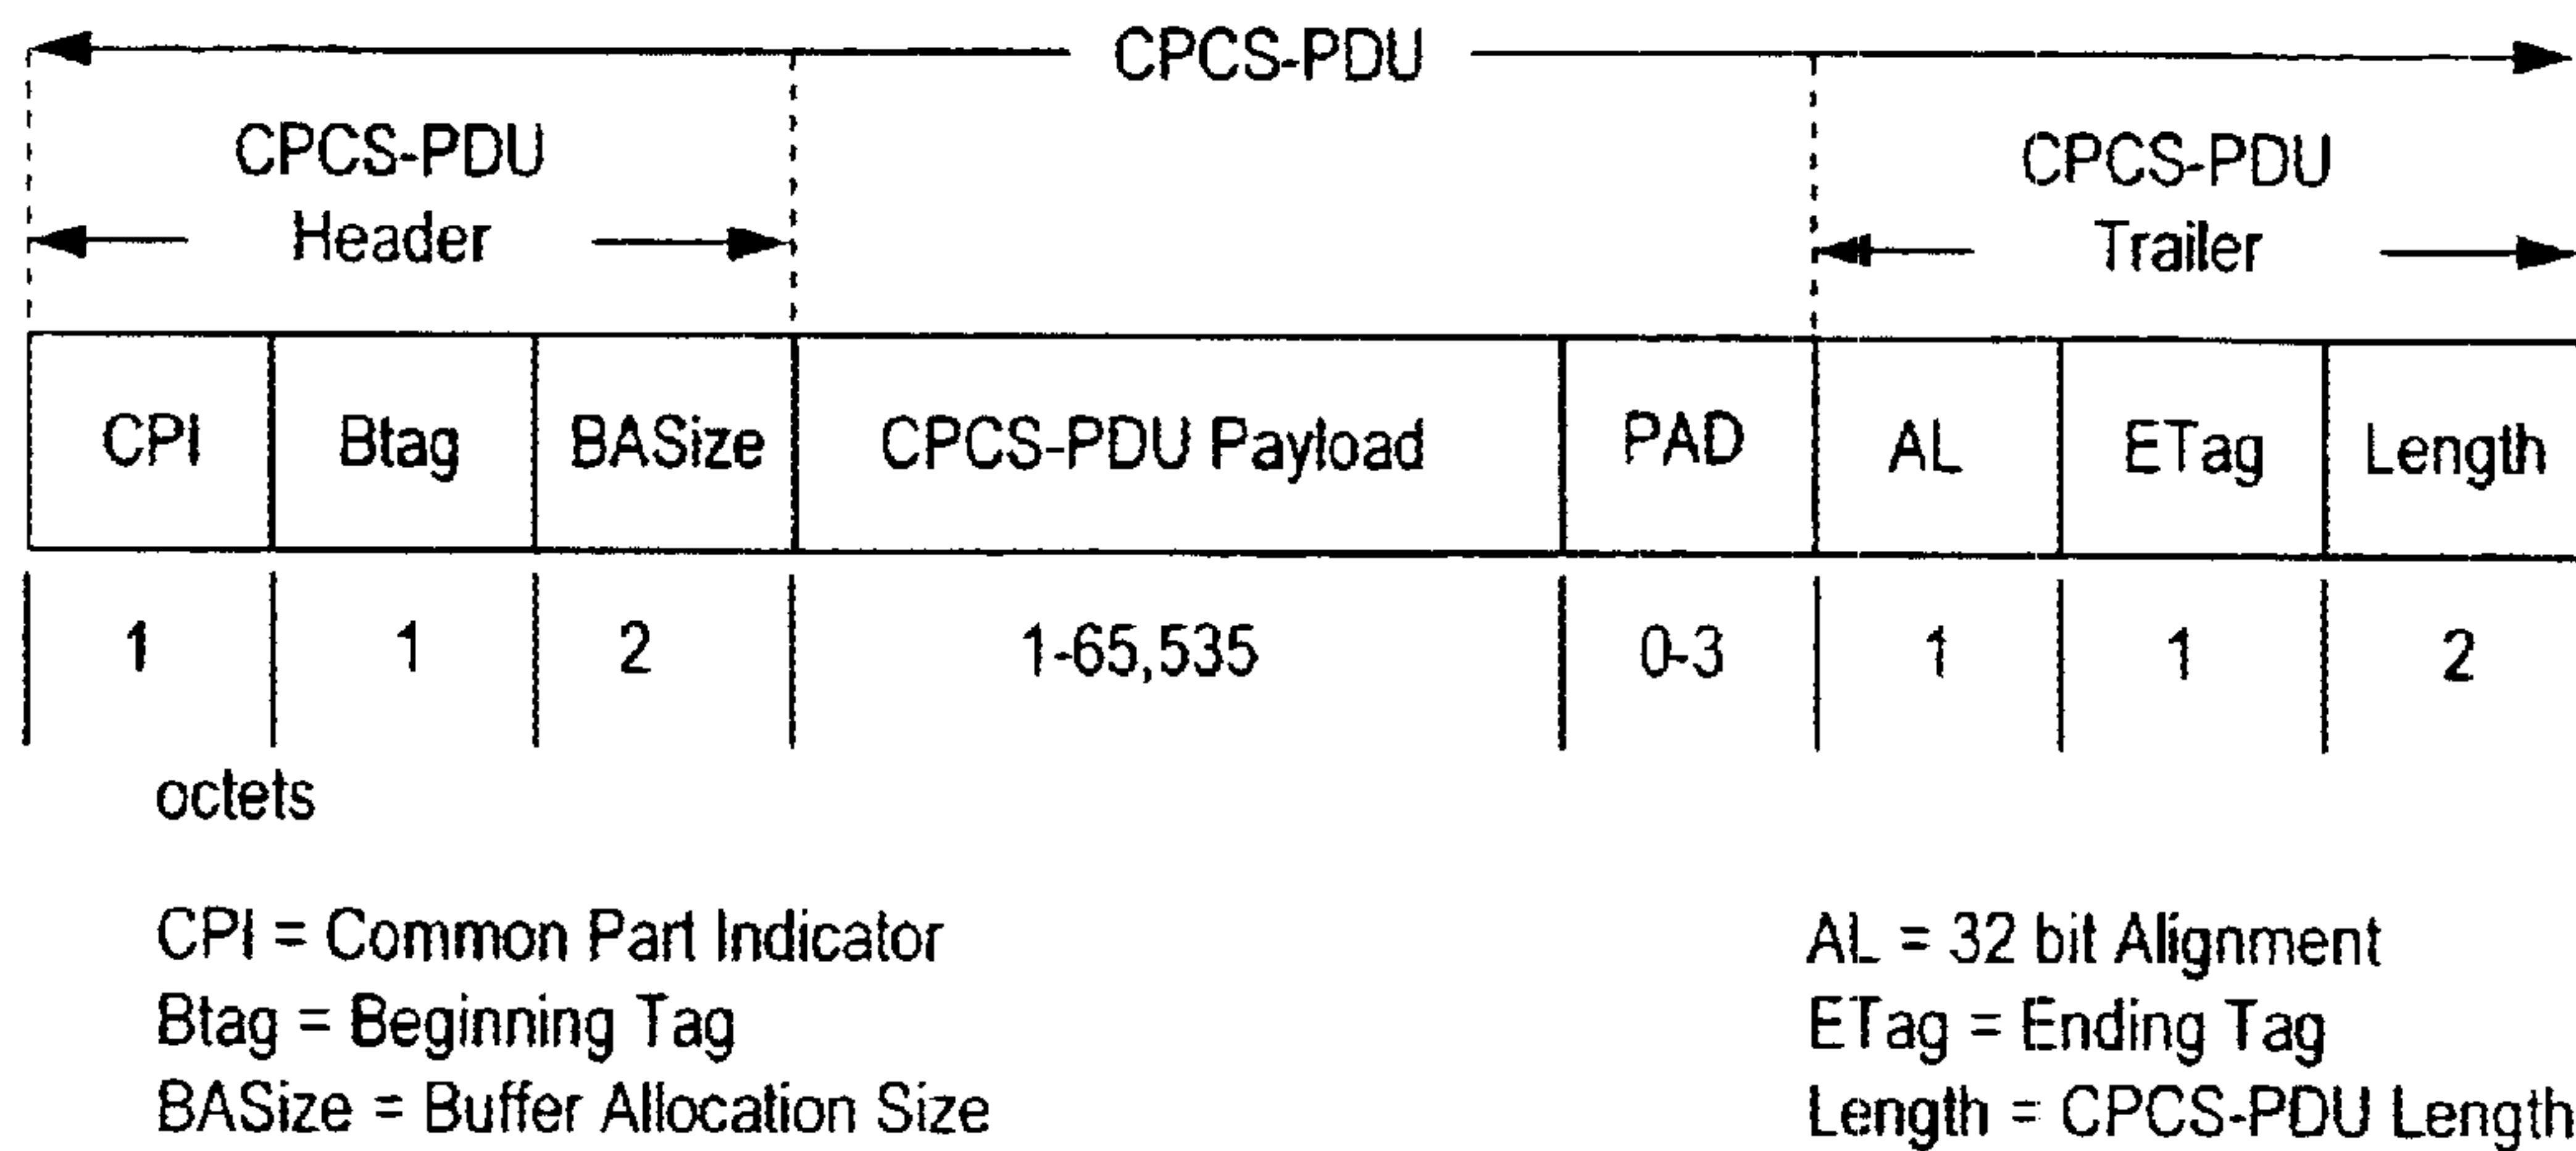 CPCS-PDU
CPCS-PDU
Header
CPCS-PDU
Trailer
CPI Btag BASize CPCS-PDU Payload PAD AL ETag Length
1 1 2 1-65,535 0-3 1 1 2
octets
CPI = Common Part Indicator
Btag = Beginning Tag
BASize = Buffer Allocation Size
AL = 32 bit Alignment
ETag = Ending Tag
Length = CPCS-PDU Length